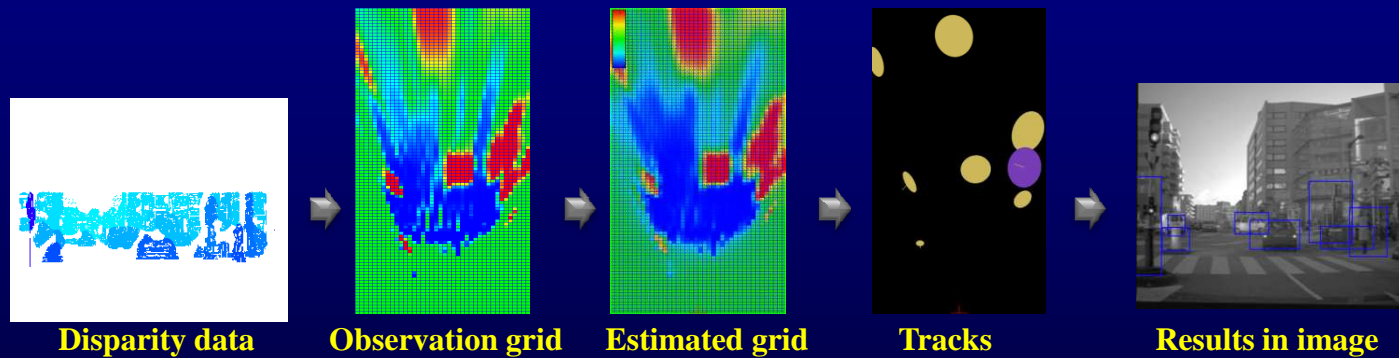 Disparity data
Observation grid
Estimated grid
Tracks
Results in image